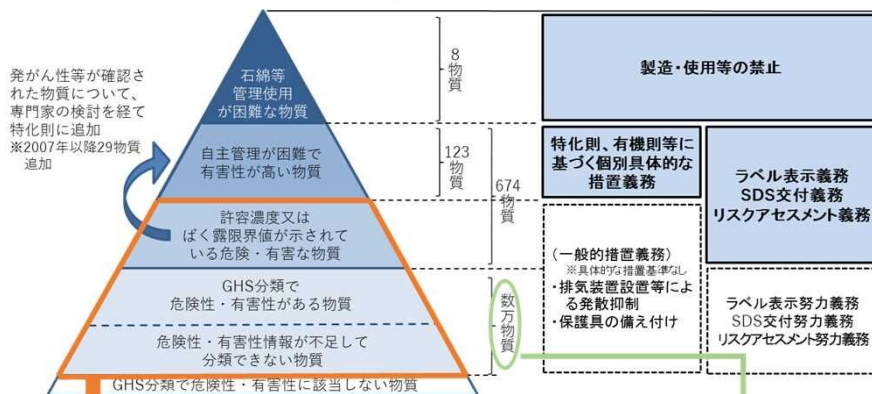 発がん性等が確認され
た物質について、
専門家の検討を経て
特化則に追加
※2007年以降29物質
追加
石綿等
管理使用
が困難な物質
自主管理が困難で
有害性が高い物質
許容濃度又は
ばく露限界値が示されて
いる危険・有害な物質
GHS分類で
危険性・有害性がある物質
危険性・有害性情報が不足して
分類できない物質
GHS分類で危険性・有害性に該当しない物質
8
物質
123
物質
674
物質
数万物質
製造・使用等の禁止
特化則、有機則等に
基づく個別具体的な
措置義務
ラベル表示義務
SDS交付義務
リスクアセスメント義務
(一般的措置義務)
※具体的な措置基準なし
・排気装置設置等によ
る発散抑制
・保護具の備え付け
ラベル表示努力義務
SDS交付努力義務
リスクアセスメント努力義務